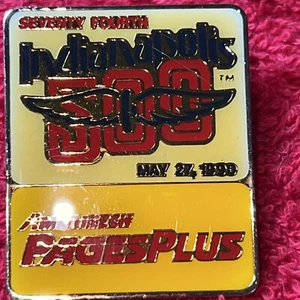 SEVENTY FOURTH
Indianapolis
500 ™
MAY 27, 1990
AMERITECH
PAGESPLUS